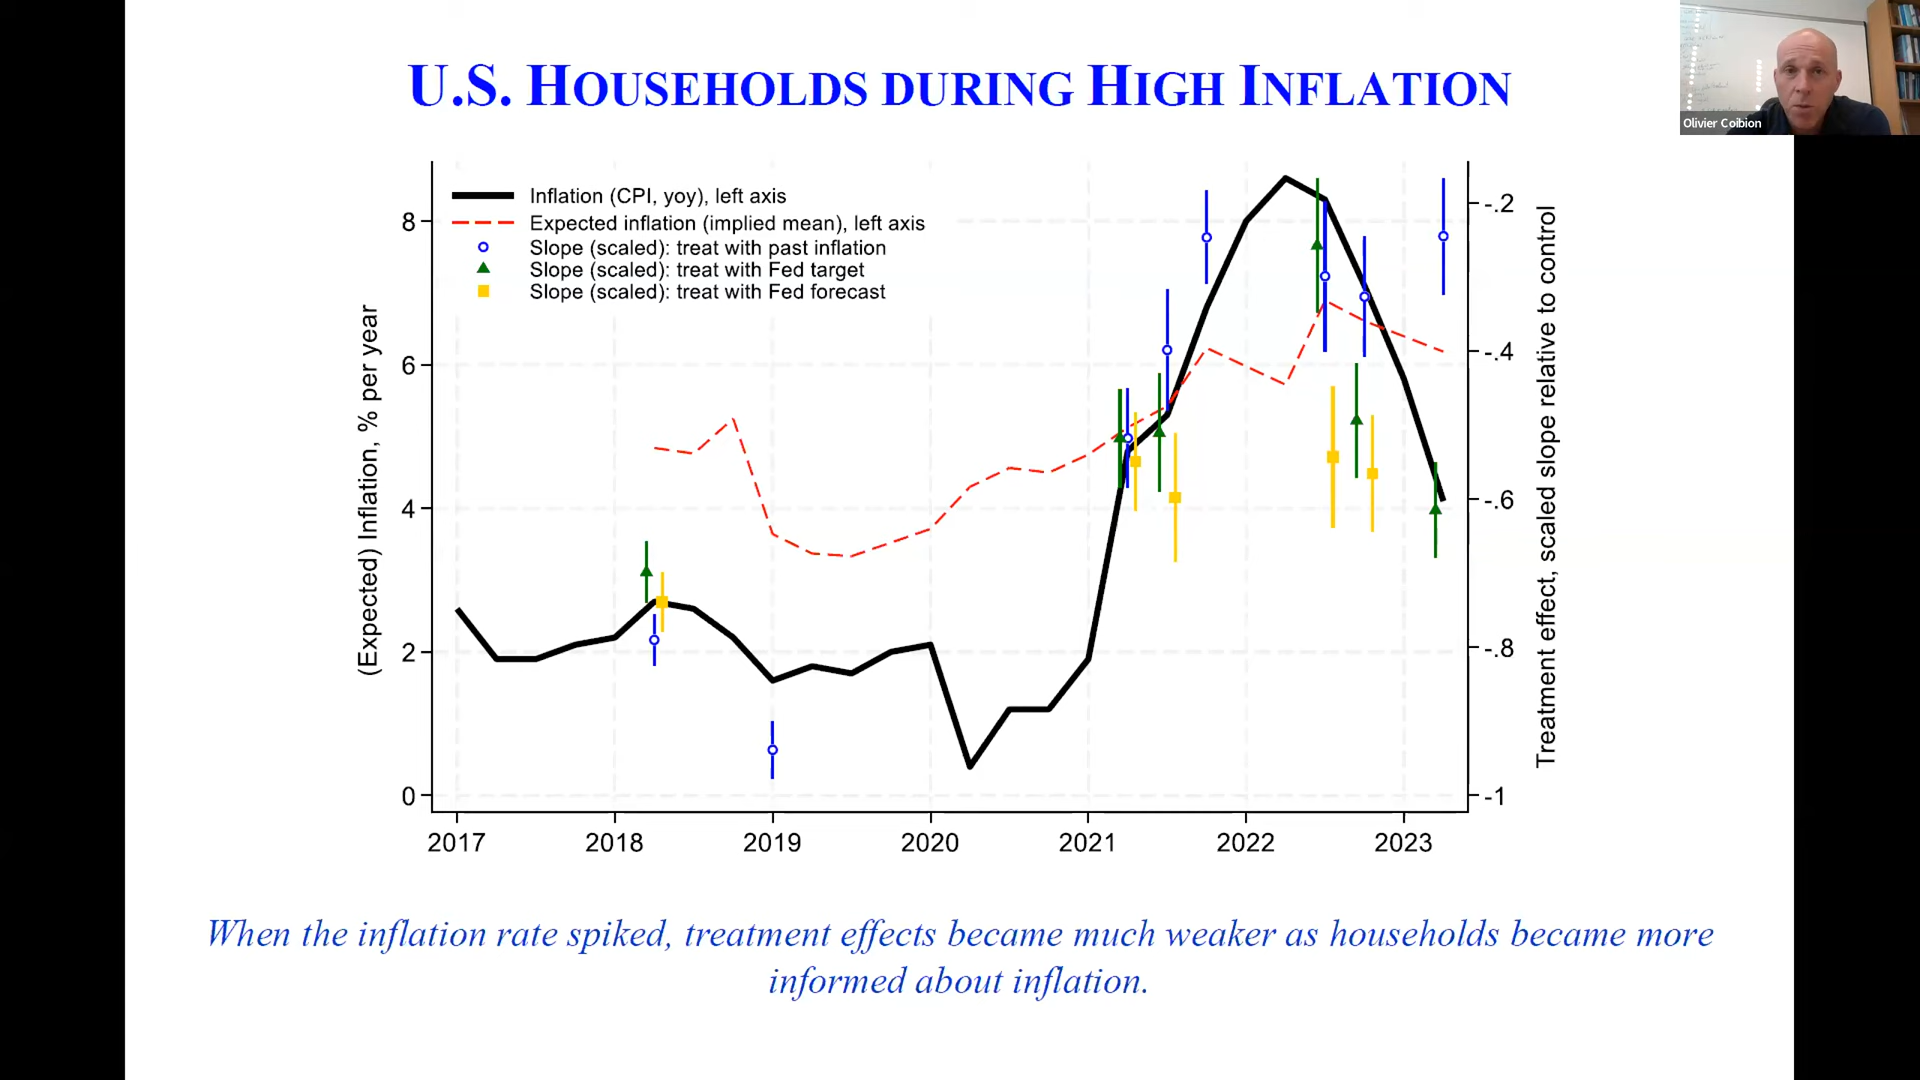 U.S. HOUSEHOLDS DURING HIGH INFLATION
Olivier Coibion
Inflation (CPI, yoy), left axis
Expected inflation (implied mean), left axis
Slope (scaled): treat with past inflation
Slope (scaled): treat with Fed target
Slope (scaled): treat with Fed forecast
(Expected) Inflation, % per year
8
6
4
2
0
-.2
-.4
-.6
-.8
-1
Treatment effect, scaled slope relative to control
2017 2018 2019 2020 2021 2022 2023
When the inflation rate spiked, treatment effects became much weaker as households became more
informed about inflation.